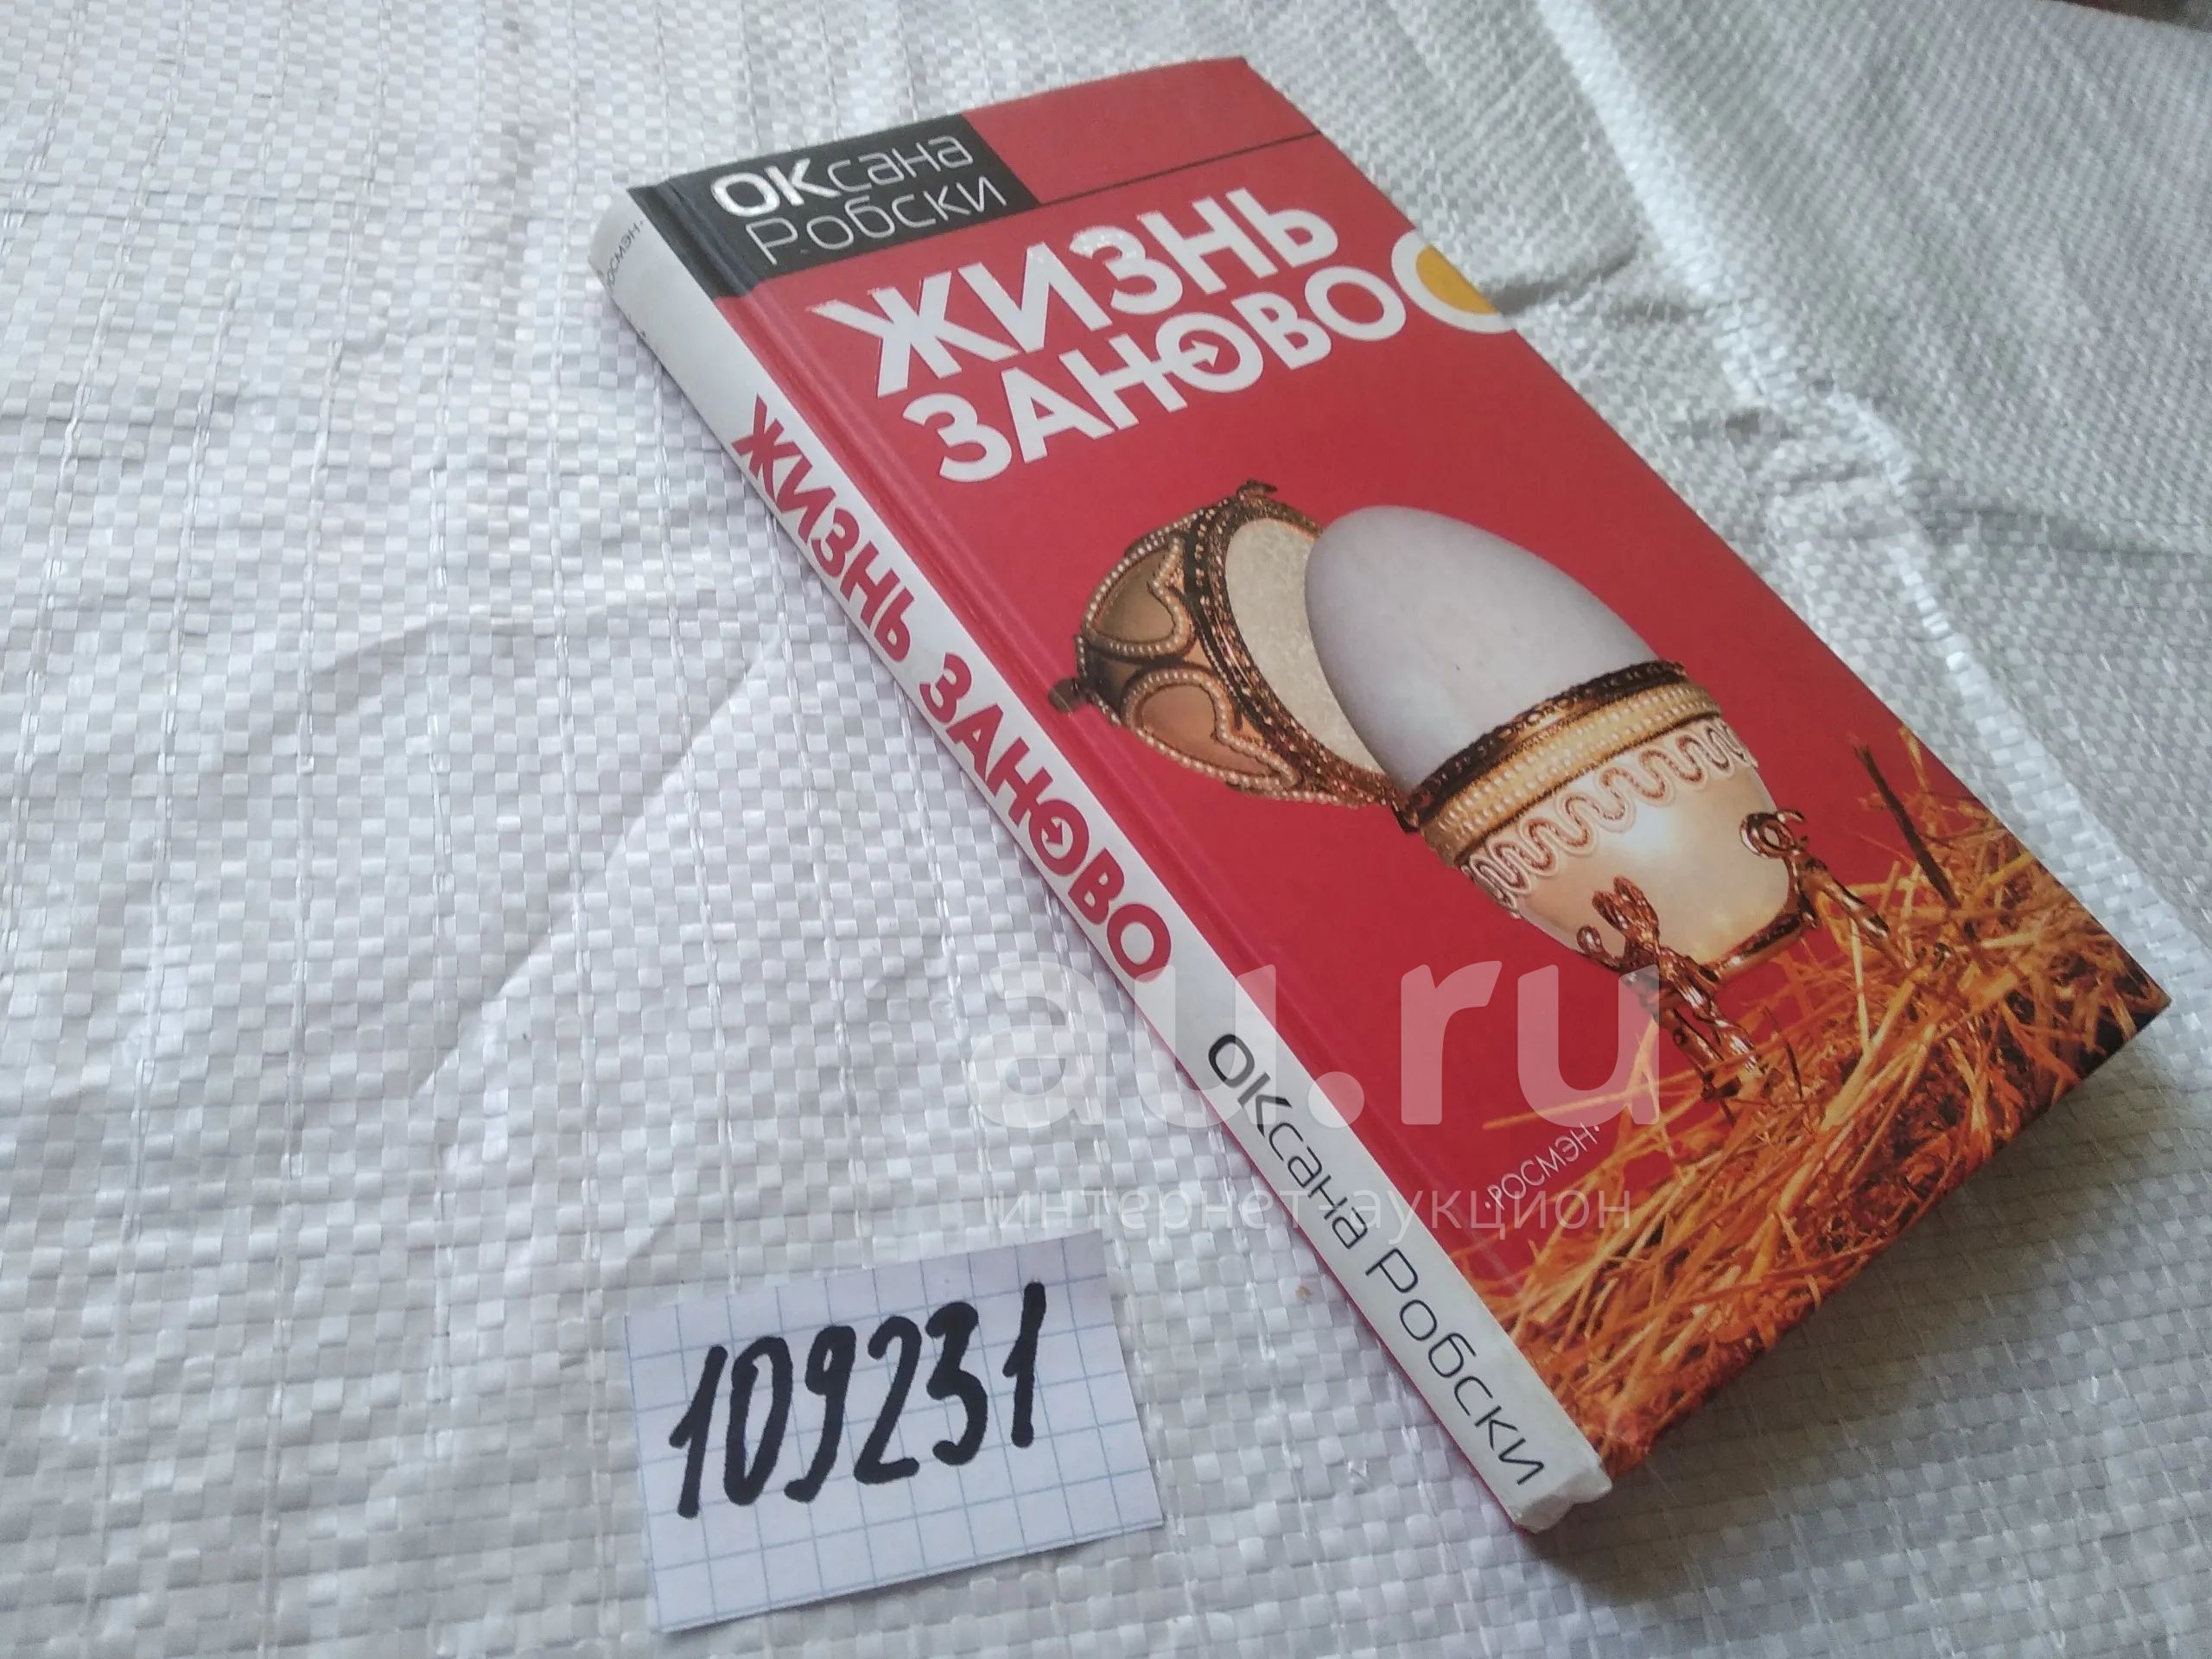 ОКсана
Робски
ЖИЗНЬ
ЗАНОВО
·РОСМЭН·
РОСМЭН·
ЖИЗНЬ ЗАНОВО
ОКсана Робски
au.ru
интернет-аукцион
109231